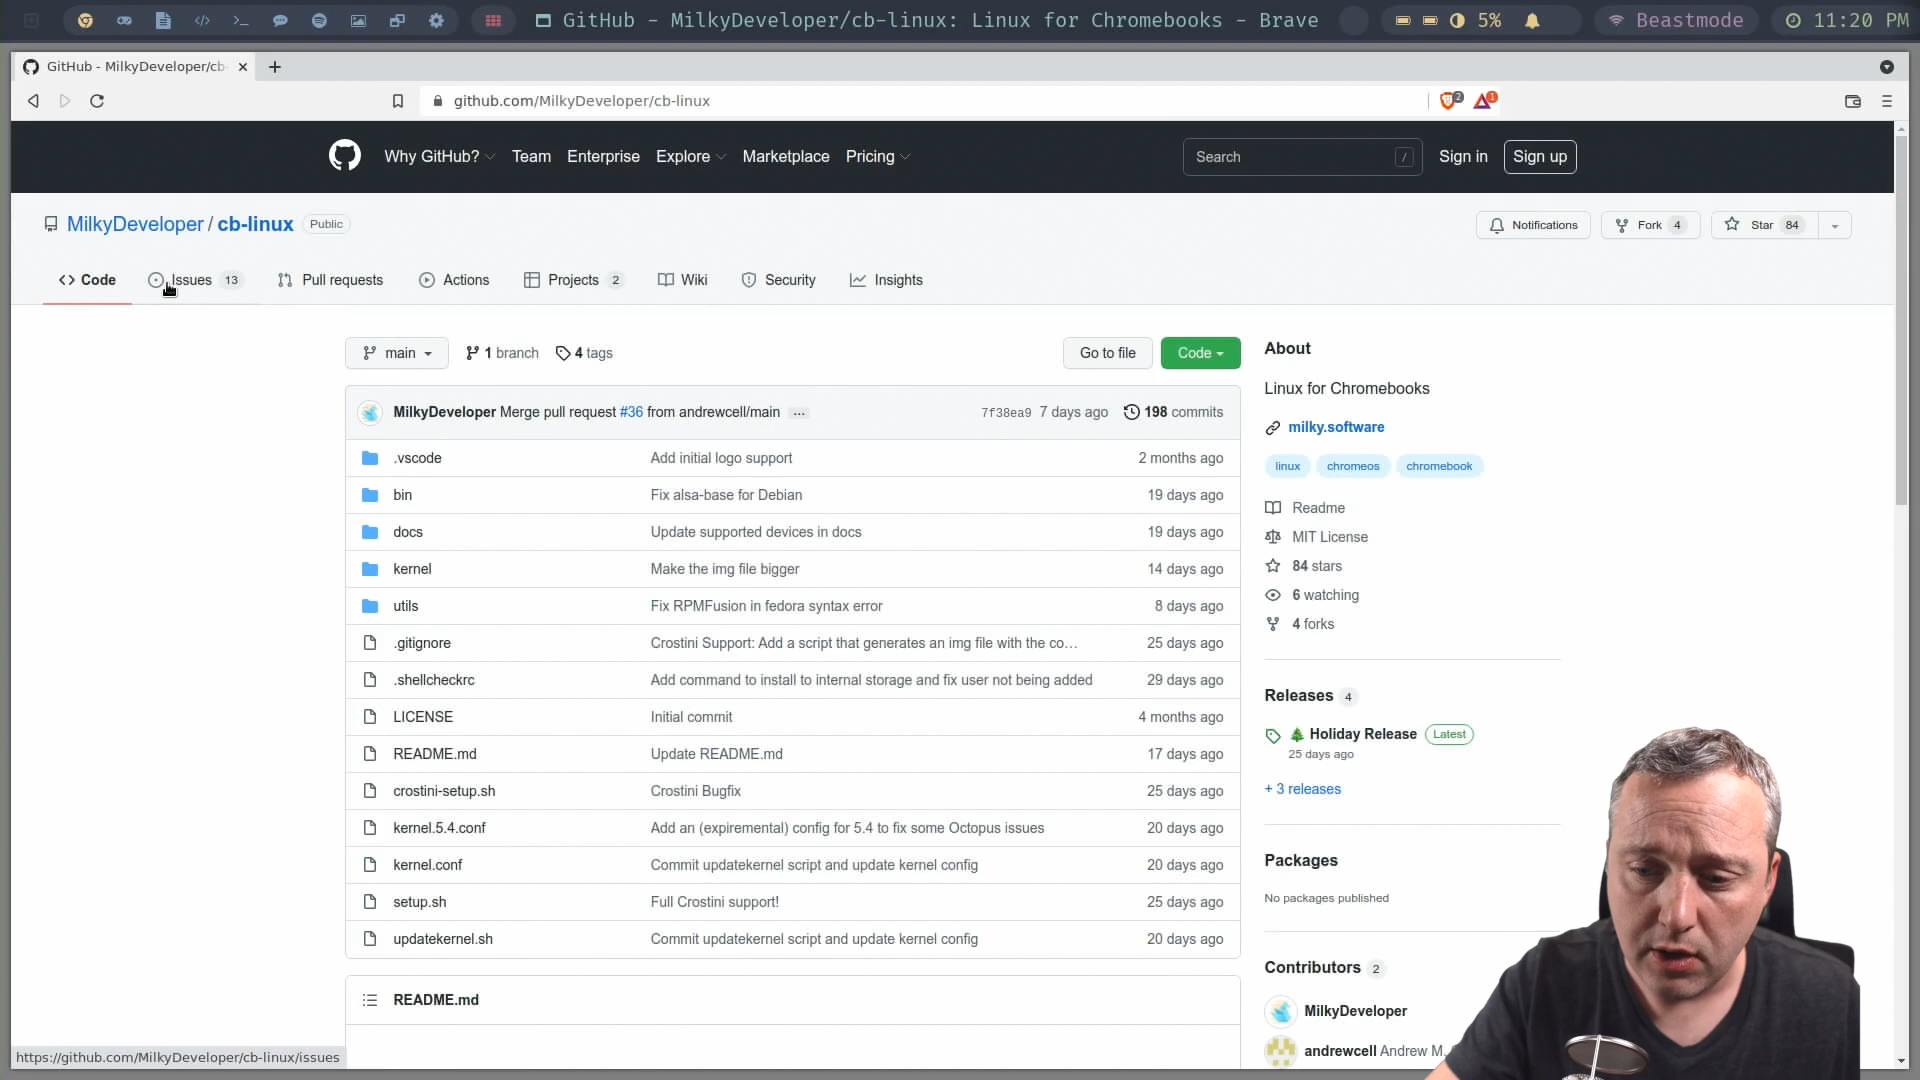 GitHub - MilkyDeveloper/cb-linux: Linux for Chromebooks - Brave
5%
Beastmode
11:20 PM
GitHub - MilkyDeveloper/cb-
github.com/MilkyDeveloper/cb-linux
2
1
Why GitHub?
Team
Enterprise
Explore
Marketplace
Pricing
Search
/
Sign in
Sign up
MilkyDeveloper / cb-linux
Public
Notifications
Fork 4
Star 84
Code
Issues 13
Pull requests
Actions
Projects 2
Wiki
Security
Insights
main
1 branch
4 tags
Go to file
Code
MilkyDeveloper Merge pull request #36 from andrewcell/main ...
7f38ea9 7 days ago
198 commits
.vscode Add initial logo support 2 months ago
bin Fix alsa-base for Debian 19 days ago
docs Update supported devices in docs 19 days ago
kernel Make the img file bigger 14 days ago
utils Fix RPMFusion in fedora syntax error 8 days ago
.gitignore Crostini Support: Add a script that generates an img file with the co… 25 days ago
.shellcheckrc Add command to install to internal storage and fix user not being added 29 days ago
LICENSE Initial commit 4 months ago
README.md Update README.md 17 days ago
crostini-setup.sh Crostini Bugfix 25 days ago
kernel.5.4.conf Add an (expiremental) config for 5.4 to fix some Octopus issues 20 days ago
kernel.conf Commit updatekernel script and update kernel config 20 days ago
setup.sh Full Crostini support! 25 days ago
updatekernel.sh Commit updatekernel script and update kernel config 20 days ago
README.md
About
Linux for Chromebooks
milky.software
linux
chromeos
chromebook
Readme
MIT License
84 stars
6 watching
4 forks
Releases 4
Holiday Release
Latest
25 days ago
+ 3 releases
Packages
No packages published
Contributors 2
MilkyDeveloper
andrewcell Andrew M.
https://github.com/MilkyDeveloper/cb-linux/issues